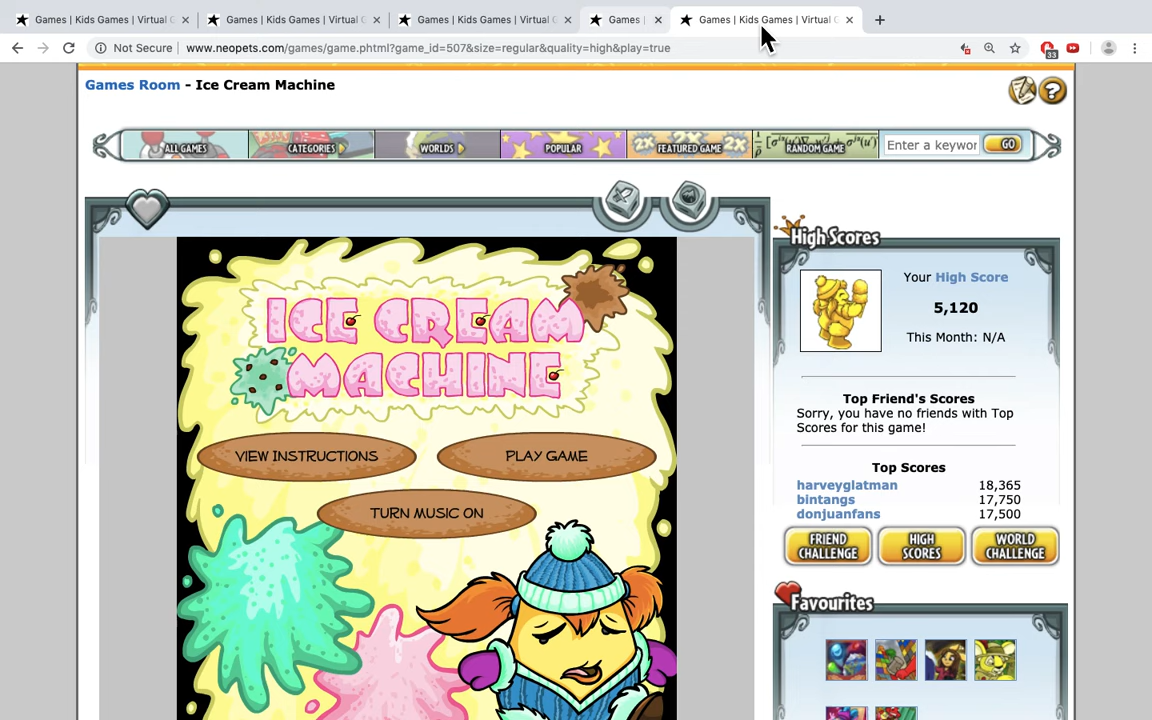 Games | Kids Games | Virtual G
Games | Kids Games | Virtual G
Games | Kids Games | Virtual G
Games |
Games | Kids Games | Virtual G
Not Secure | www.neopets.com/games/game.phtml?game_id=507&size=regular&quality=high&play=true
33
Games Room - Ice Cream Machine
ALL GAMES
CATEGORIES
WORLDS
POPULAR
2X FEATURED GAME 2X
RANDOM GAME
Enter a keywor
GO
High Scores
Your High Score
5,120
This Month: N/A
Top Friend's Scores
Sorry, you have no friends with Top
Scores for this game!
Top Scores
harveyglatman 18,365
bintangs 17,750
donjuanfans 17,500
FRIEND CHALLENGE
HIGH SCORES
WORLD CHALLENGE
Favourites
ICE CREAM
MACHINE
VIEW INSTRUCTIONS
PLAY GAME
TURN MUSIC ON